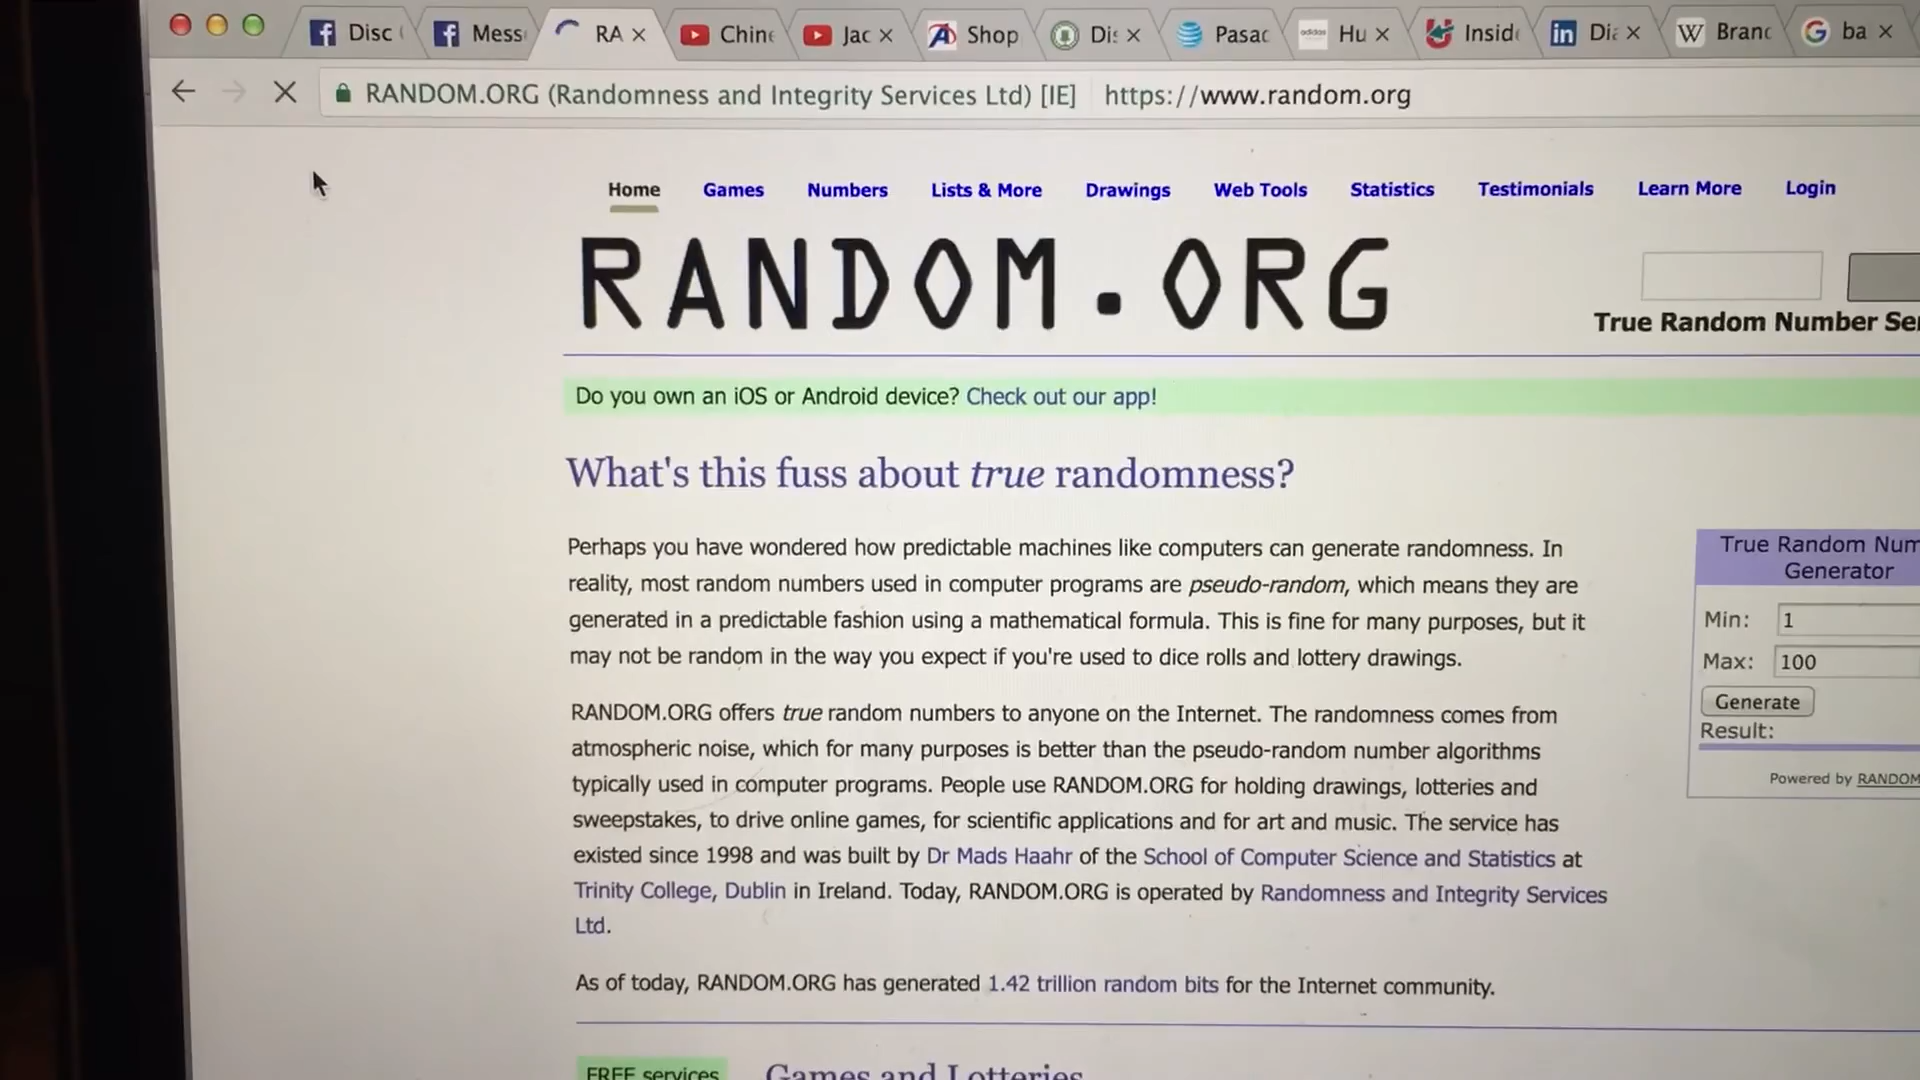 Disc
Mess
RA
Chine
Jac
Shop
Dis
Pasac
adidas
Hu
Inside
in
Dia
W
Branc
G
ba
RANDOM.ORG (Randomness and Integrity Services Ltd) [IE]
https://www.random.org
Home
Games
Numbers
Lists & More
Drawings
Web Tools
Statistics
Testimonials
Learn More
Login
RANDOM.ORG
True Random Number Se
Do you own an iOS or Android device? Check out our app!
What's this fuss about true randomness?
Perhaps you have wondered how predictable machines like computers can generate randomness. In
reality, most random numbers used in computer programs are pseudo-random, which means they are
generated in a predictable fashion using a mathematical formula. This is fine for many purposes, but it
may not be random in the way you expect if you're used to dice rolls and lottery drawings.
RANDOM.ORG offers true random numbers to anyone on the Internet. The randomness comes from
atmospheric noise, which for many purposes is better than the pseudo-random number algorithms
typically used in computer programs. People use RANDOM.ORG for holding drawings, lotteries and
sweepstakes, to drive online games, for scientific applications and for art and music. The service has
existed since 1998 and was built by Dr Mads Haahr of the School of Computer Science and Statistics at
Trinity College, Dublin in Ireland. Today, RANDOM.ORG is operated by Randomness and Integrity Services
Ltd.
As of today, RANDOM.ORG has generated 1.42 trillion random bits for the Internet community.
True Random Num
Generator
Min: 1
Max: 100
Generate
Result:
Powered by RANDOM
FREE services
Games and Lotteries